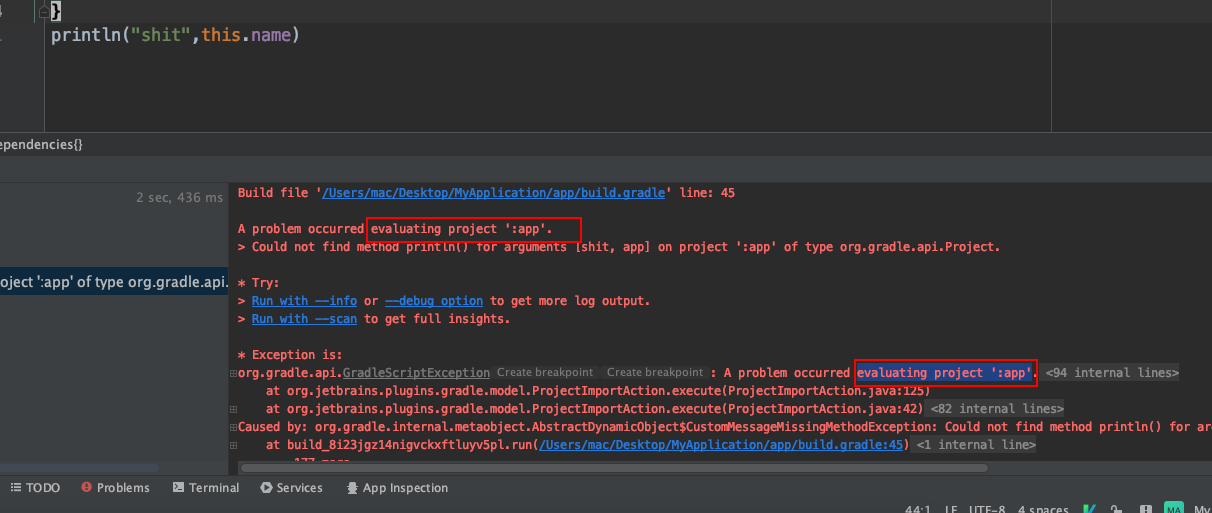 }
println("shit",this.name)
ependencies{}
2 sec, 436 ms
Build file '/Users/mac/Desktop/MyApplication/app/build.gradle' line: 45
A problem occurred evaluating project ':app'.
> Could not find method println() for arguments [shit, app] on project ':app' of type org.gradle.api.Project.
* Try:
oject ':app' of type org.gradle.api.
> Run with --info or --debug option to get more log output.
> Run with --scan to get full insights.
* Exception is:
org.gradle.api.GradleScriptException Create breakpoint Create breakpoint : A problem occurred evaluating project ':app'. <94 internal lines>
at org.jetbrains.plugins.gradle.model.ProjectImportAction.execute(ProjectImportAction.java:125)
at org.jetbrains.plugins.gradle.model.ProjectImportAction.execute(ProjectImportAction.java:42) <82 internal lines>
Caused by: org.gradle.internal.metaobject.AbstractDynamicObject$CustomMessageMissingMethodException: Could not find method println() for ar
at build_8i23jgz14nigvckxftluyv5pl.run(/Users/mac/Desktop/MyApplication/app/build.gradle:45) <1 internal line>
TODO Problems Terminal Services App Inspection
44:1 LF UTF-8 4 spaces MA My